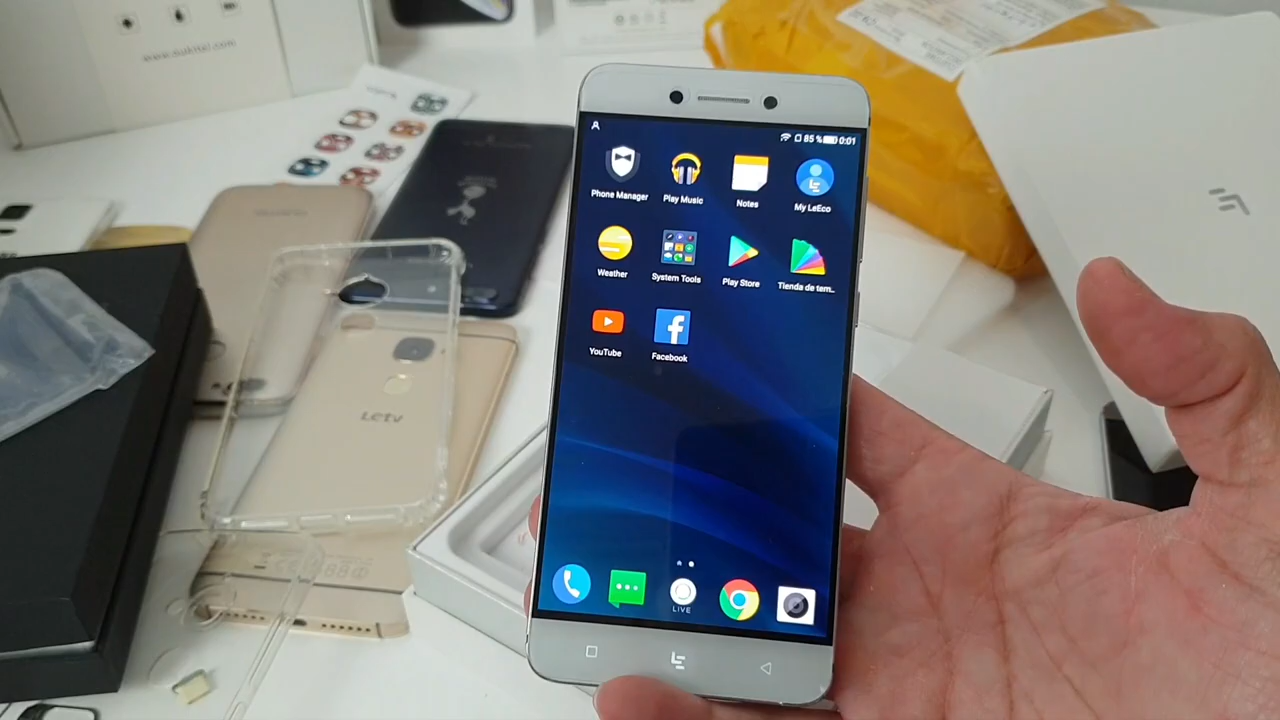 www.oukitel.com
85 % 0:01
Phone Manager
Play Music
Notes
My LeEco
Weather
System Tools
Play Store
Tienda de tem..
YouTube
Facebook
LIVE
Letv